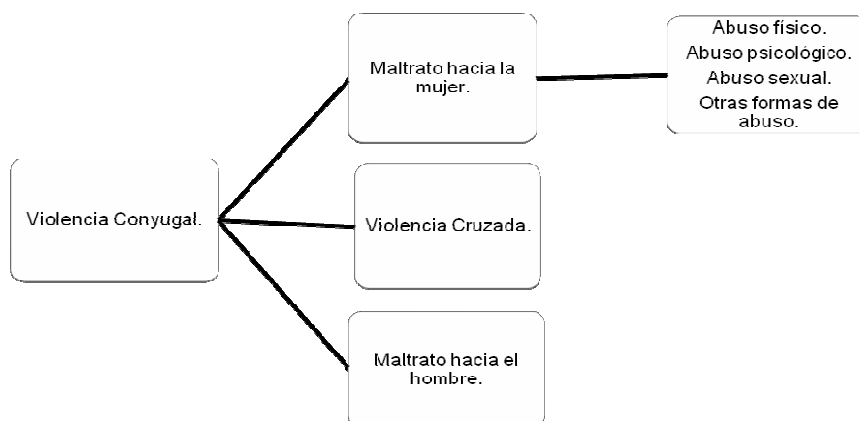 Violencia Conyugal.
Maltrato hacia la
mujer.
Abuso físico.
Abuso psicológico.
Abuso sexual.
Otras formas de
abuso.
Violencia Cruzada.
Maltrato hacia el
hombre.